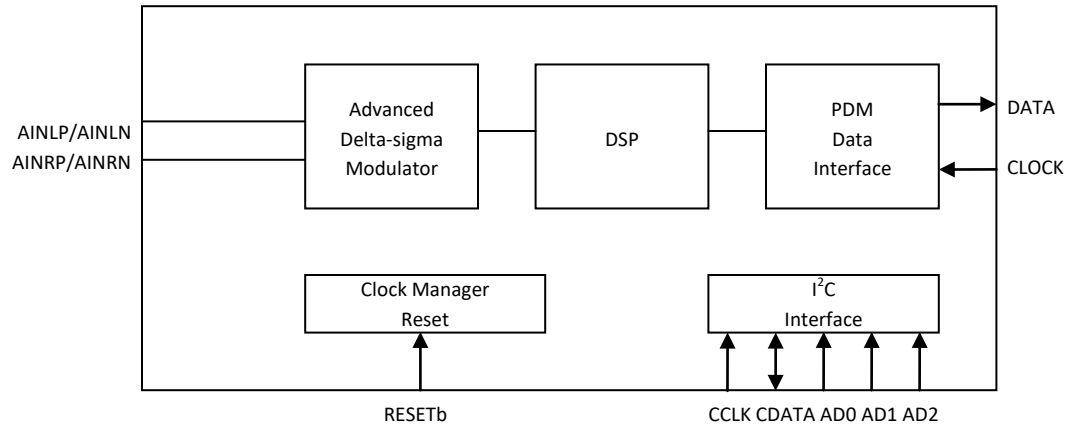 Advanced
Delta-sigma
Modulator
DSP
PDM
Data
Interface
DATA
CLOCK
AINLP/AINLN
AINRP/AINRN
Clock Manager
Reset
I²C
Interface
RESETb
CCLK CDATA AD0 AD1 AD2